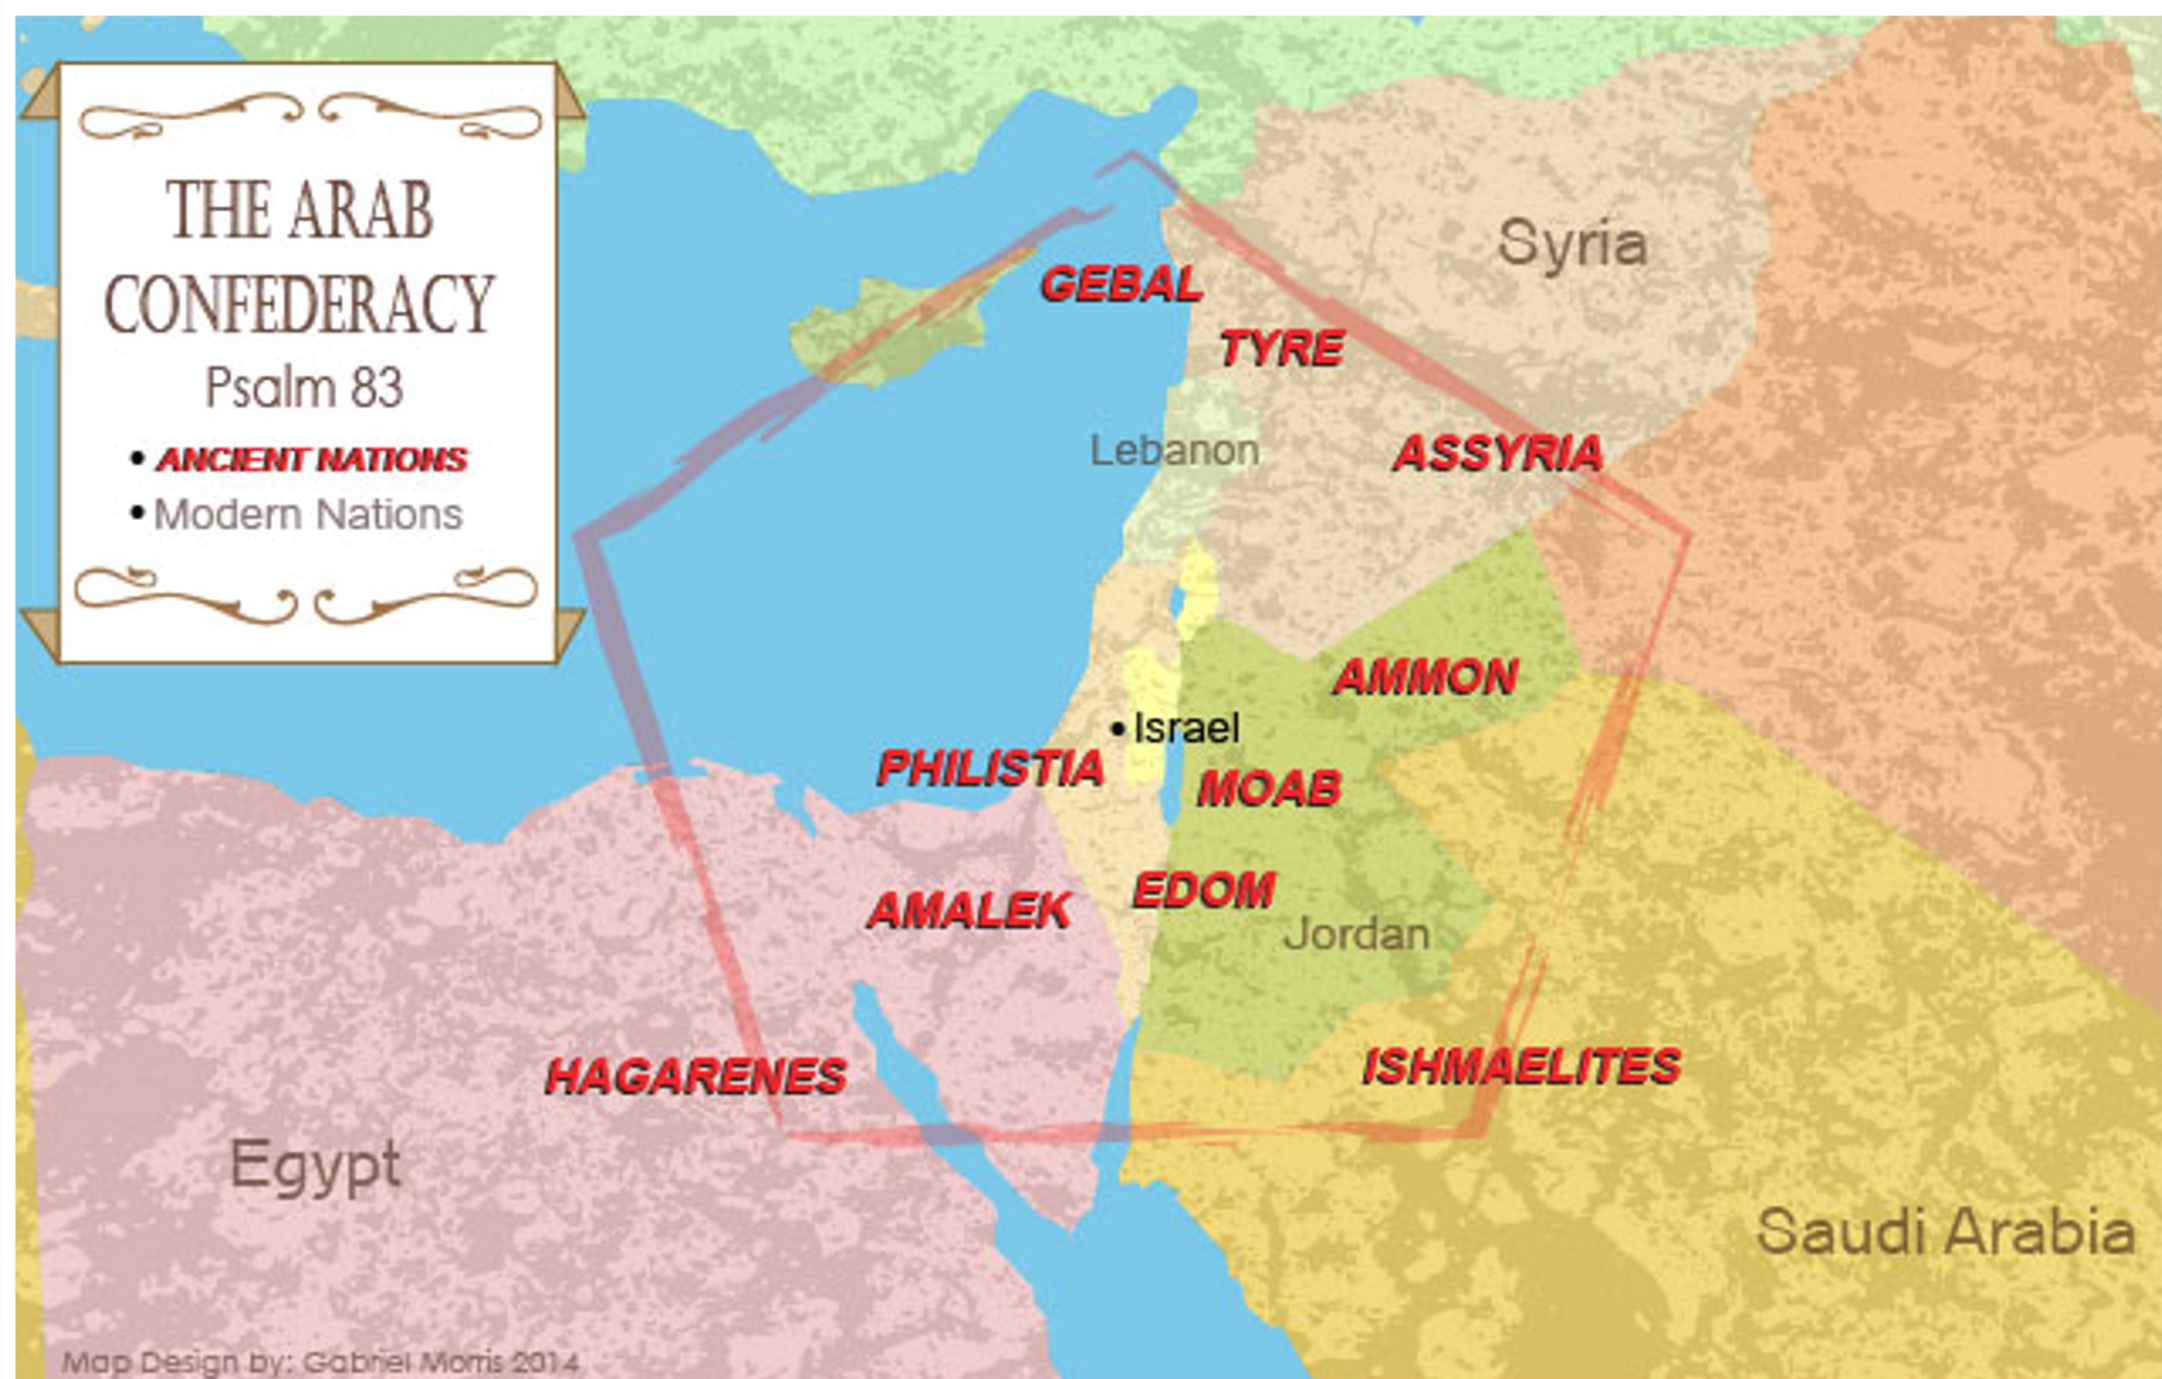 THE ARAB
CONFEDERACY
Psalm 83
• ANCIENT NATIONS
• Modern Nations
Syria
GEBAL
TYRE
Lebanon
ASSYRIA
AMMON
• Israel
PHILISTIA
MOAB
AMALEK
EDOM
Jordan
HAGARENES
ISHMAELITES
Egypt
Saudi Arabia
Map Design by: Gabriel Morris 2014